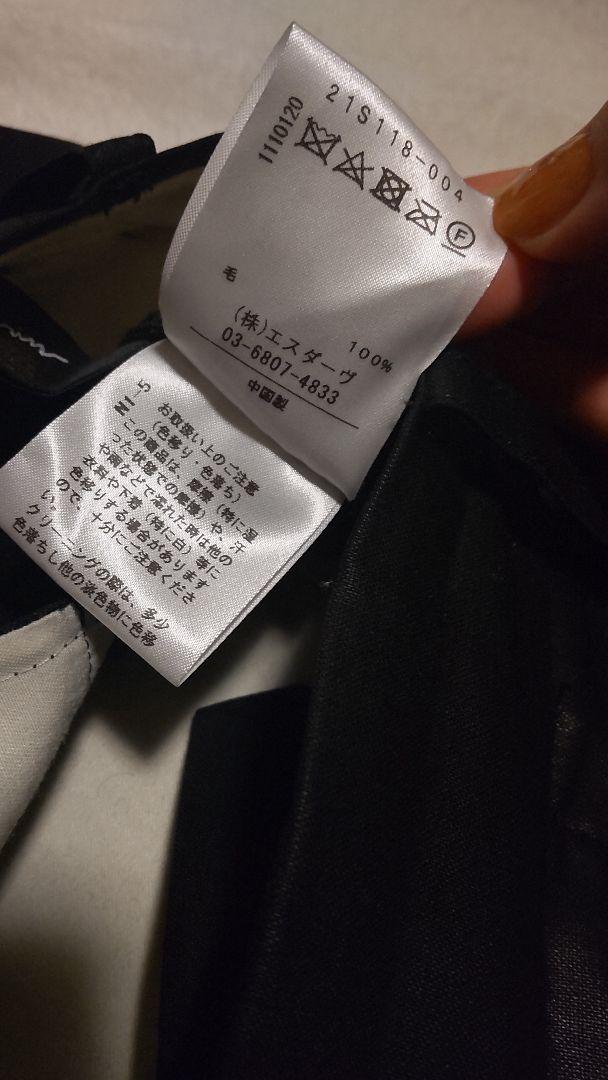 21S118-004
1110120
F
毛
100%
(株)エスダーヴ
03-6807-4833
中国製
MI-5
お取扱い上のご注意
(色移り・色落ち)
この商品は、摩擦(特に湿
った状態での摩擦)や、汗
や雨などで濡れた時は他の
衣料や下着(特に白)等に
色移りする場合があります
ので、十分にご注意くださ
い。
クリーニングの際は、多少
色落ちし他の淡色物に色移